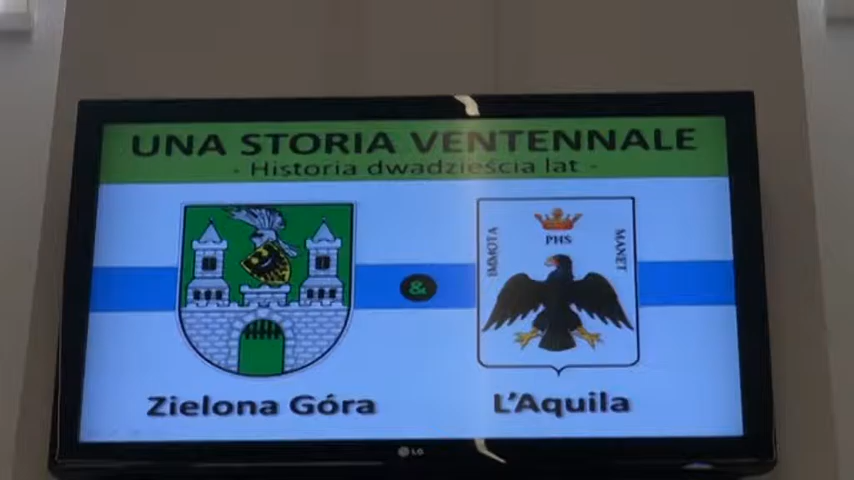 UNA STORIA VENTENNALE
- Historia dwadzieścia lat -
PHS
IMMOTA
MANET
&
Zielona Góra
L'Aquila
LG